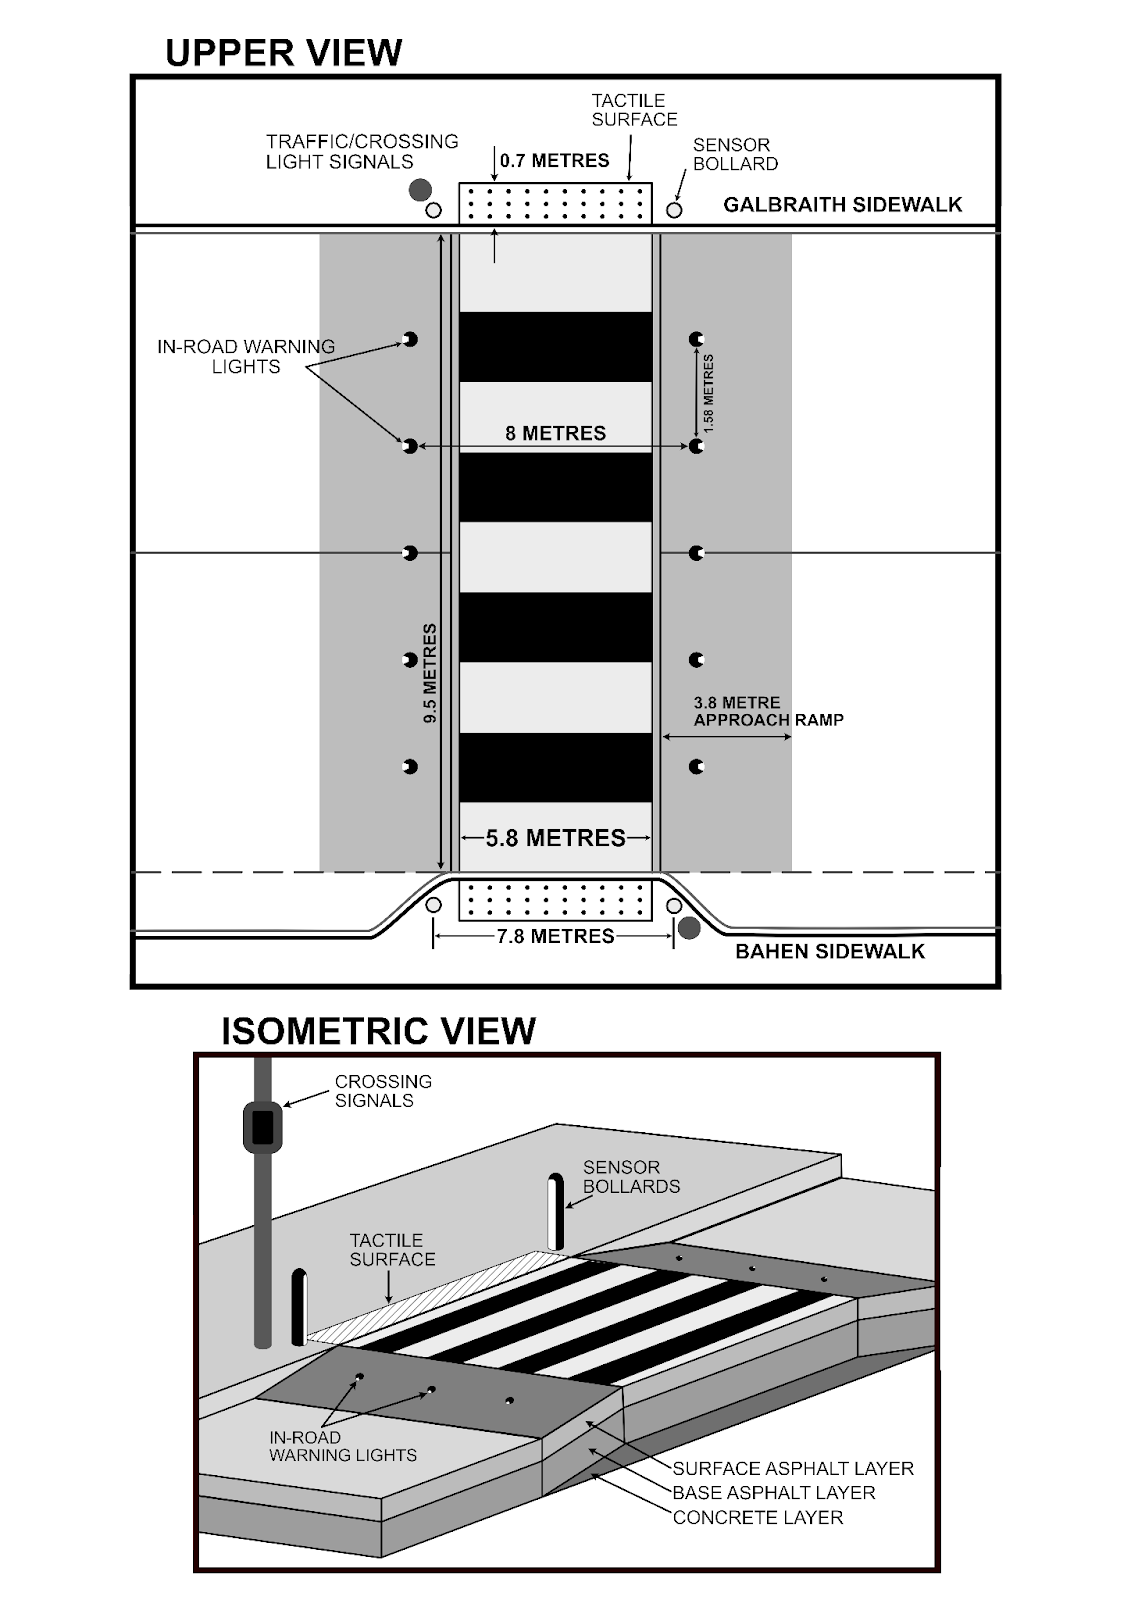 UPPER VIEW
TACTILE
SURFACE
TRAFFIC/CROSSING
LIGHT SIGNALS
0.7 METRES
SENSOR
BOLLARD
GALBRAITH SIDEWALK
IN-ROAD WARNING
LIGHTS
1.58 METRES
8 METRES
9.5 METRES
3.8 METRE
APPROACH RAMP
5.8 METRES
7.8 METRES
BAHEN SIDEWALK
ISOMETRIC VIEW
CROSSING
SIGNALS
SENSOR
BOLLARDS
TACTILE
SURFACE
IN-ROAD
WARNING LIGHTS
SURFACE ASPHALT LAYER
BASE ASPHALT LAYER
CONCRETE LAYER